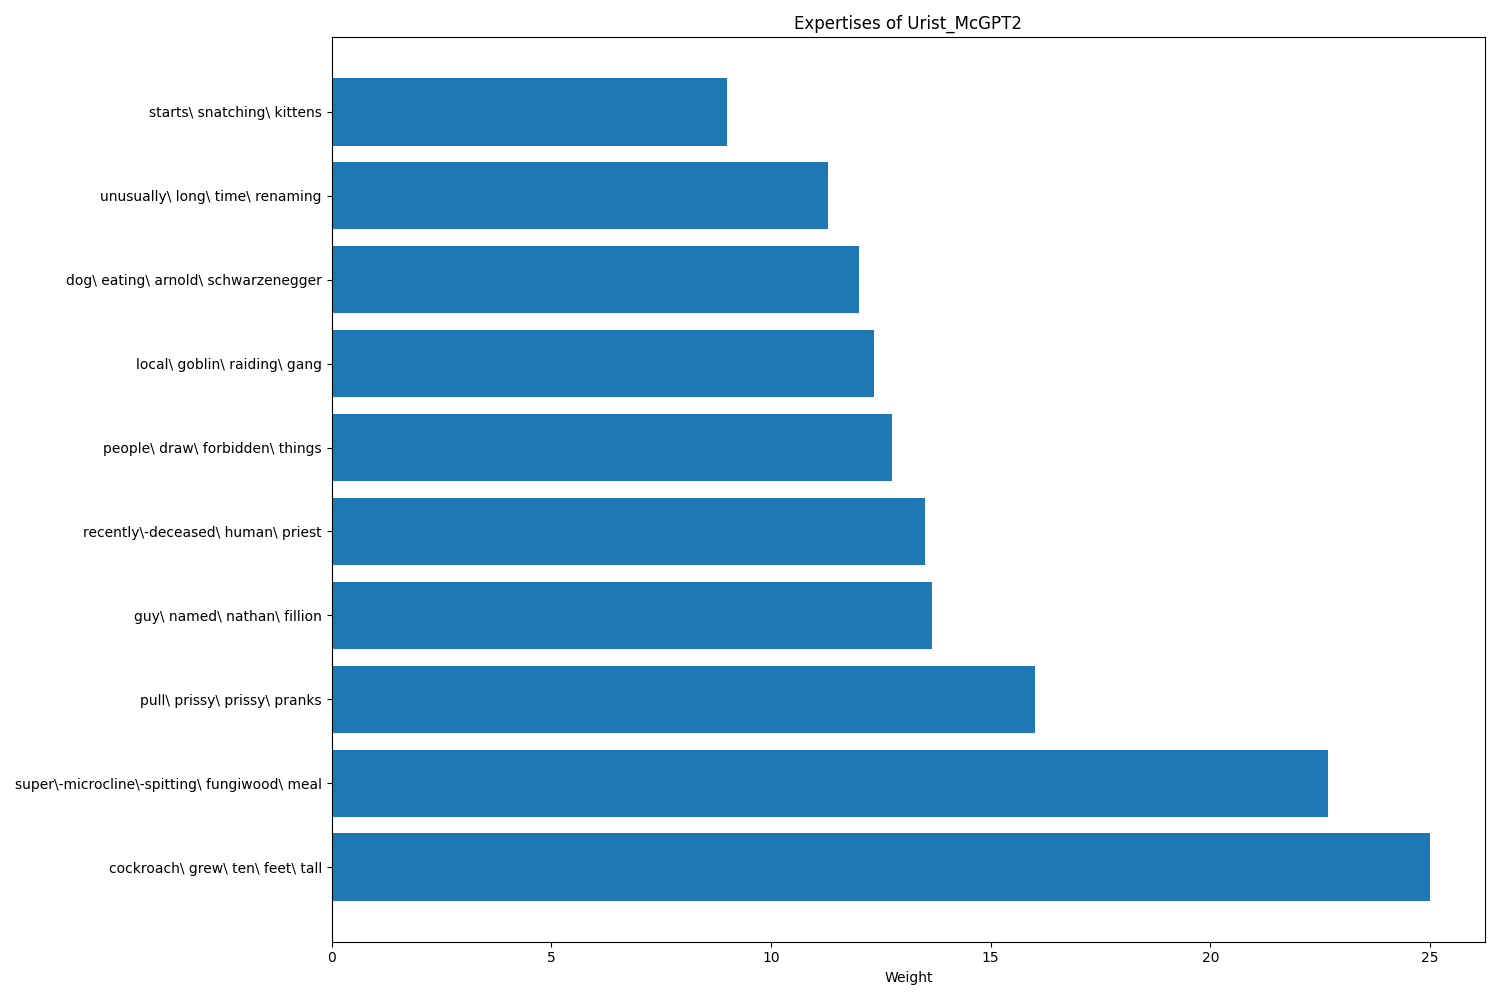 Expertises of Urist_McGPT2
starts\ snatching\ kittens
unusually\ long\ time\ renaming
dog\ eating\ arnold\ schwarzenegger
local\ goblin\ raiding\ gang
people\ draw\ forbidden\ things
recently\-deceased\ human\ priest
guy\ named\ nathan\ fillion
pull\ prissy\ prissy\ pranks
super\-microcline\-spitting\ fungiwood\ meal
cockroach\ grew\ ten\ feet\ tall
0 5 10 15 20 25
Weight